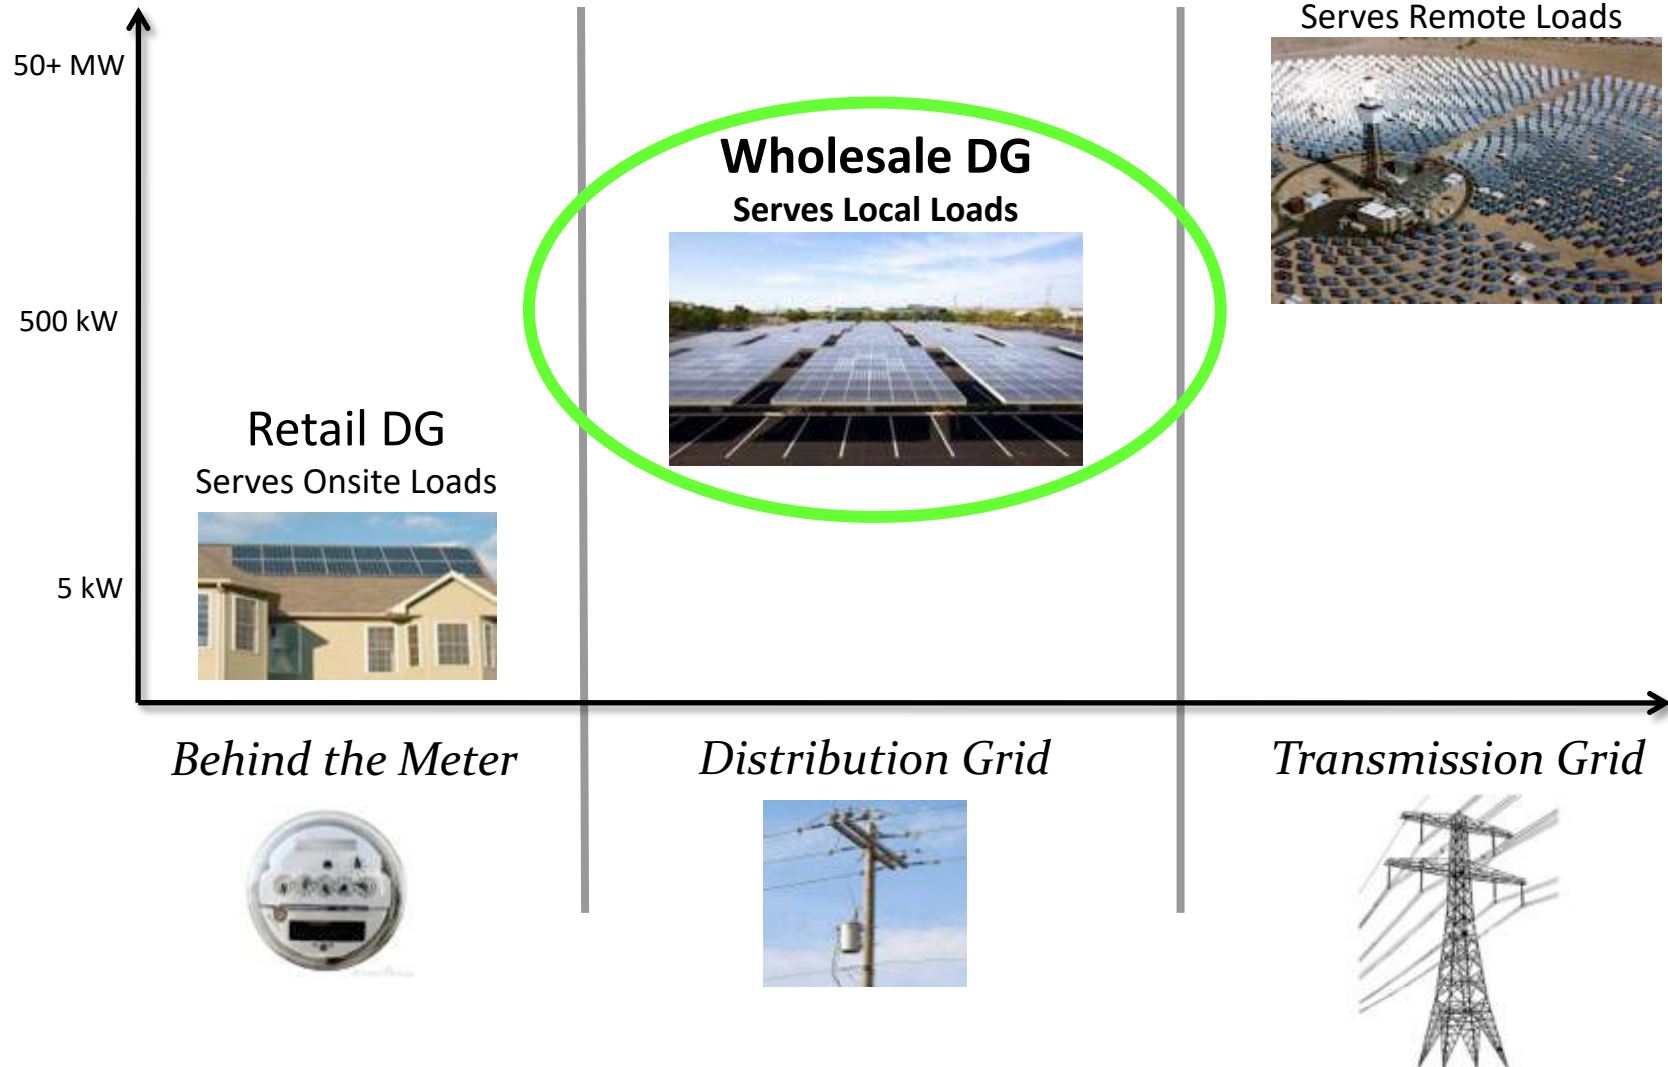 Serves Remote Loads
50+ MW
Wholesale DG
Serves Local Loads
500 kW
Retail DG
Serves Onsite Loads
5 kW
Behind the Meter
Distribution Grid
Transmission Grid